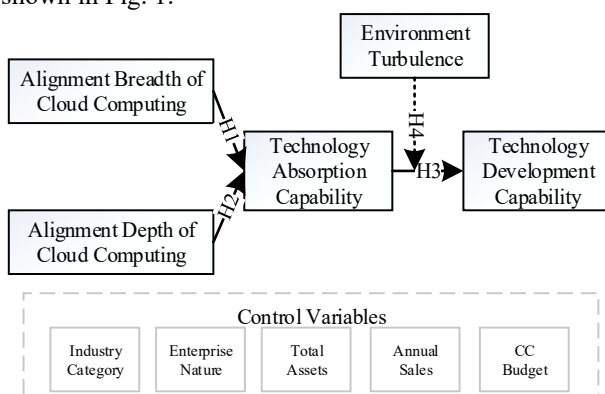 shown in Fig. 1.
Environment
Turbulence
Alignment Breadth of
Cloud Computing
H1
H4
Technology
Absorption
Capability
H3
Technology
Development
Capability
H2
Alignment Depth of
Cloud Computing
Control Variables
Industry
Category
Enterprise
Nature
Total
Assets
Annual
Sales
CC
Budget